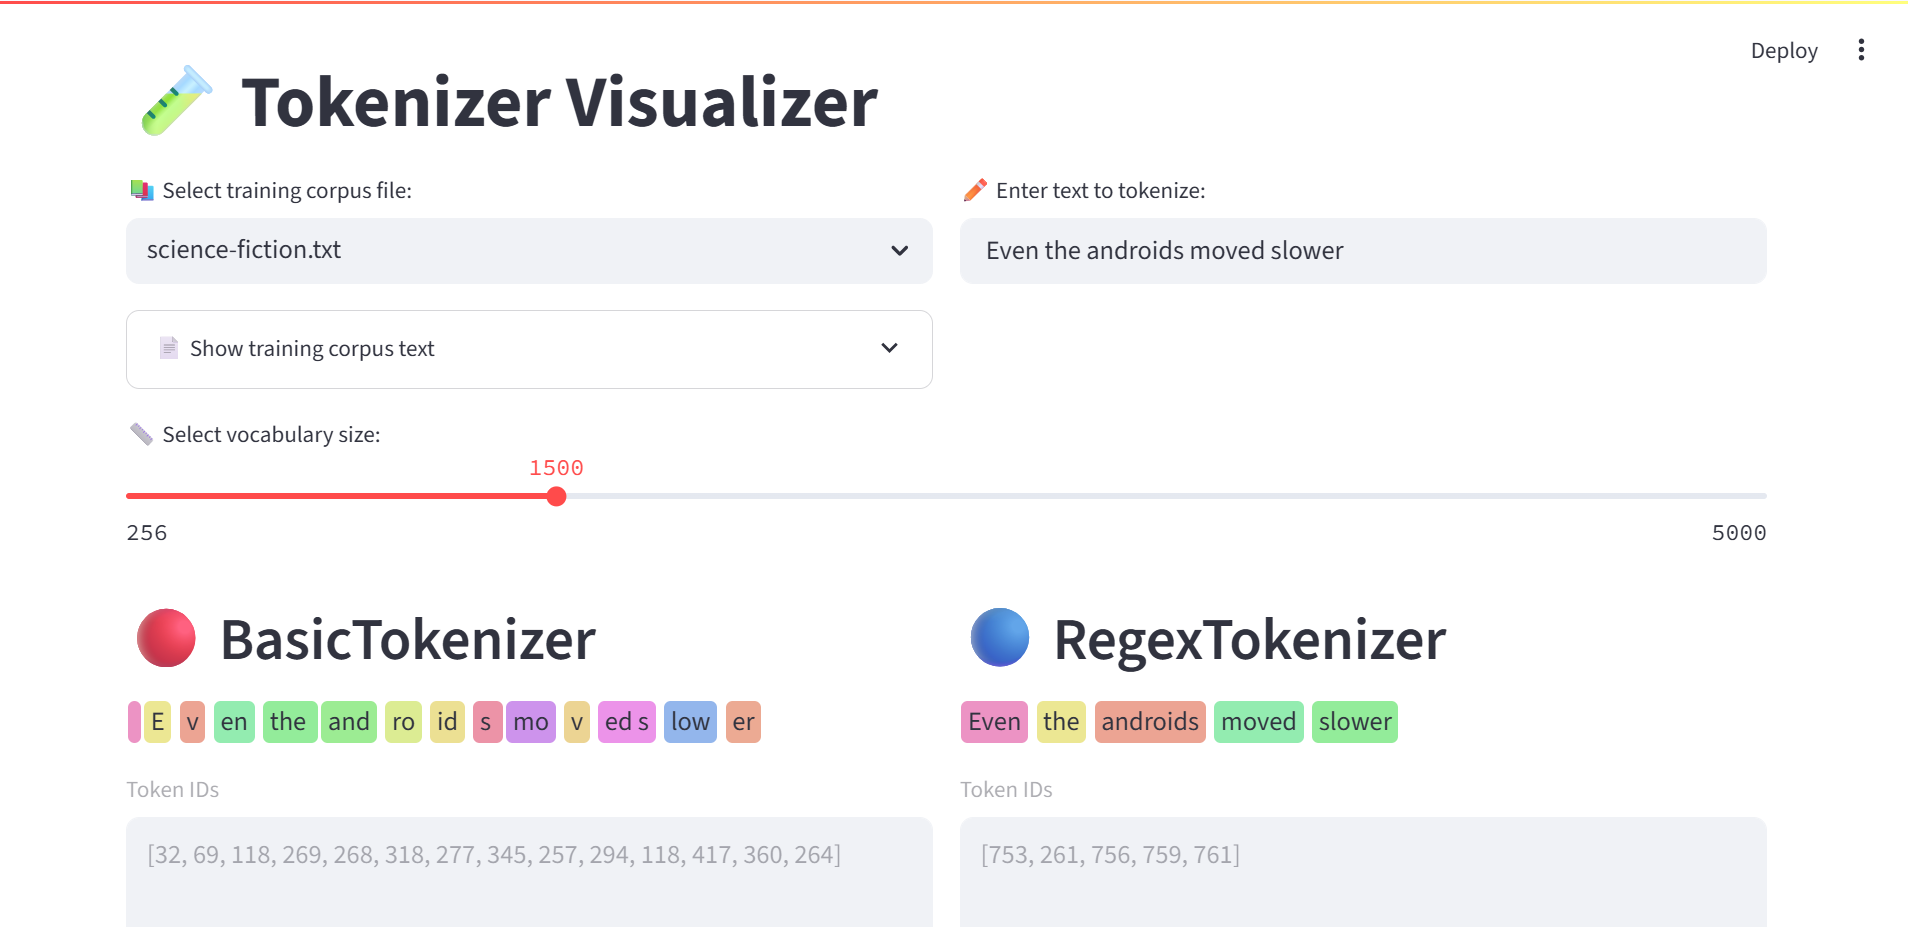 Deploy
Tokenizer Visualizer
Select training corpus file:
science-fiction.txt
Show training corpus text
Enter text to tokenize:
Even the androids moved slower
Select vocabulary size:
1500
256 5000
BasicTokenizer
E v en the and ro id s mo v ed s low er
Token IDs
[32, 69, 118, 269, 268, 318, 277, 345, 257, 294, 118, 417, 360, 264]
RegexTokenizer
Even the androids moved slower
Token IDs
[753, 261, 756, 759, 761]